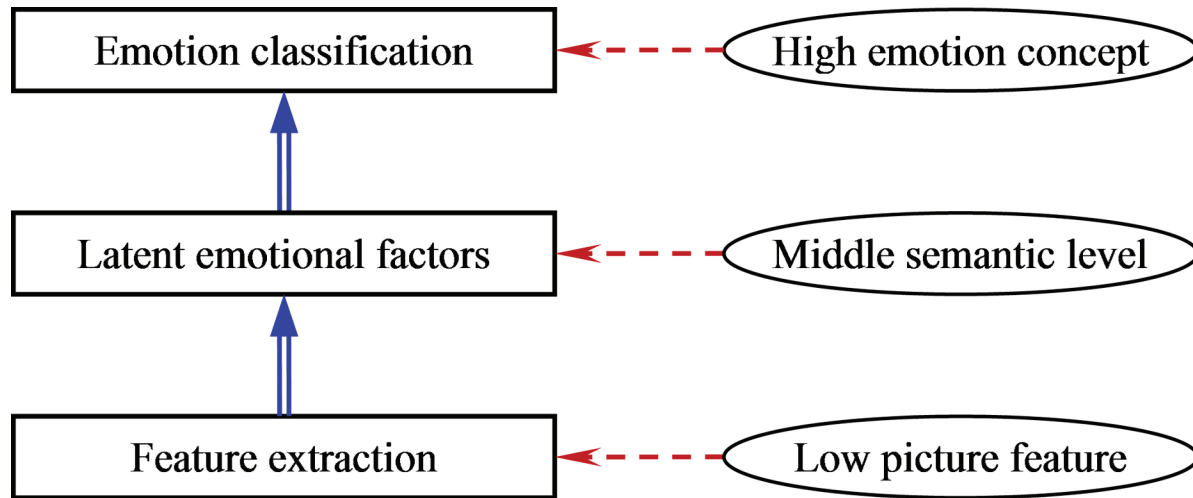 Emotion classification
High emotion concept
Latent emotional factors
Middle semantic level
Feature extraction
Low picture feature